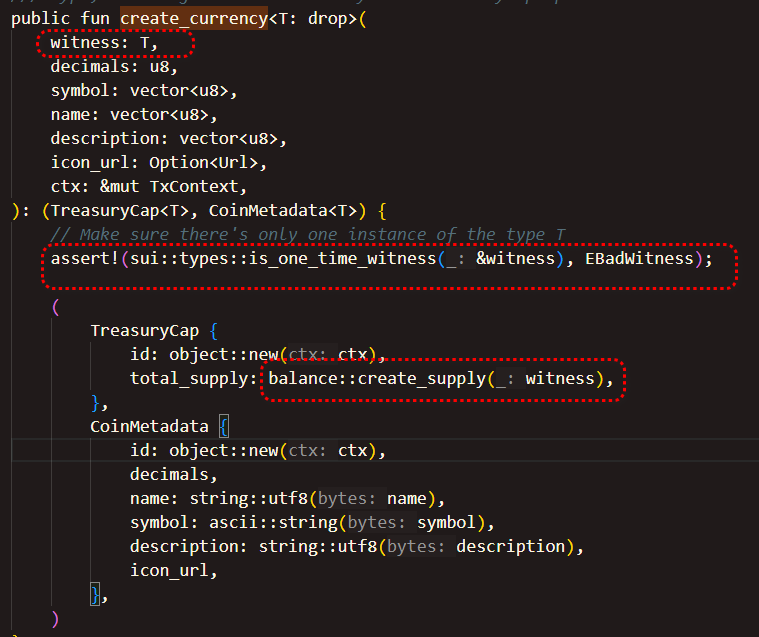 public fun create_currency<T: drop>(
    witness: T,
    decimals: u8,
    symbol: vector<u8>,
    name: vector<u8>,
    description: vector<u8>,
    icon_url: Option<Url>,
    ctx: &mut TxContext,
): (TreasuryCap<T>, CoinMetadata<T>) {
    // Make sure there's only one instance of the type T
    assert!(sui::types::is_one_time_witness(_: &witness), EBadWitness);
    (
        TreasuryCap {
            id: object::new(ctx: ctx),
            total_supply: balance::create_supply(_: witness),
        },
        CoinMetadata {
            id: object::new(ctx: ctx),
            decimals,
            name: string::utf8(bytes: name),
            symbol: ascii::string(bytes: symbol),
            description: string::utf8(bytes: description),
            icon_url,
        },
    )